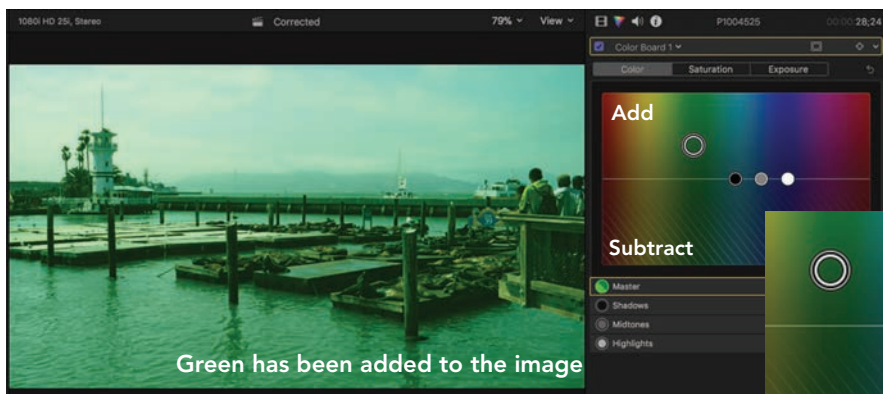 1080i HD 25i, Stereo
Corrected
79%
View
P1004525
00:00:28;24
Color Board 1
Color
Saturation
Exposure
Add
Subtract
Master
Shadows
Midtones
Highlights
Green has been added to the image